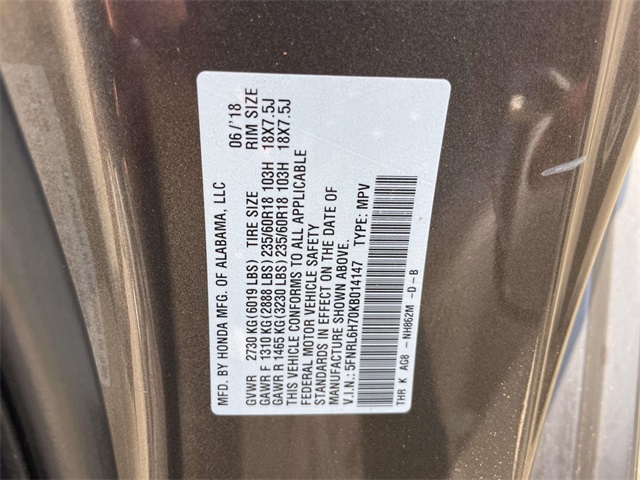 MFD. BY HONDA MFG. OF ALABAMA, LLC 06/'18
GVWR 2730 KG (6019 LBS) TIRE SIZE RIM SIZE
GAWR F 1310 KG (2888 LBS) 235/60R18 103H 18X7.5J
GAWR R 1465 KG (3230 LBS) 235/60R18 103H 18X7.5J
THIS VEHICLE CONFORMS TO ALL APPLICABLE
FEDERAL MOTOR VEHICLE SAFETY
STANDARDS IN EFFECT ON THE DATE OF
MANUFACTURE SHOWN ABOVE.
V.I.N.: 5FNRL6H70KB014147 TYPE: MPV
THR K AG8 - NH862M -D-B